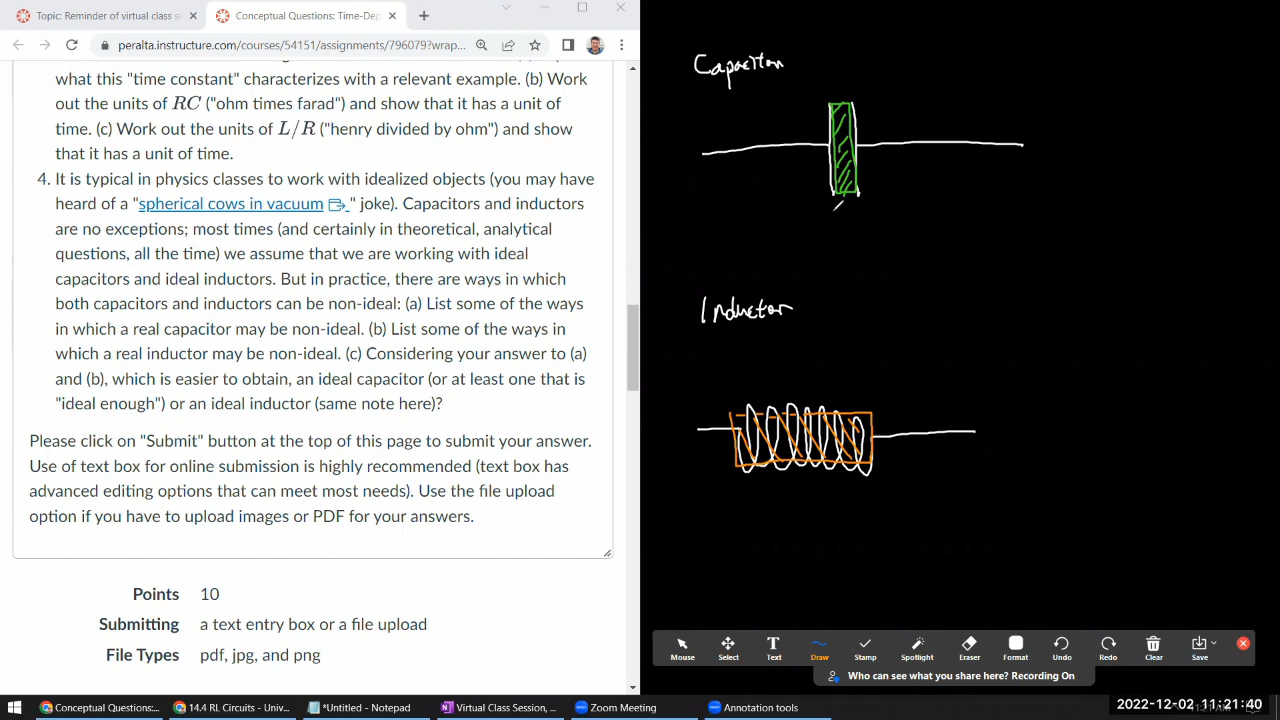 Topic: Reminder of virtual class s
Conceptual Questions: Time-Dep
peralta.instructure.com/courses/54151/assignments/796079?wrap...
what this "time constant" characterizes with a relevant example. (b) Work
out the units of RC ("ohm times farad") and show that it has a unit of
time. (c) Work out the units of L/R ("henry divided by ohm") and show
that it has a unit of time.
4. It is typical in physics classes to work with idealized objects (you may have
heard of a "spherical cows in vacuum " joke). Capacitors and inductors
are no exceptions; most times (and certainly in theoretical, analytical
questions, all the time) we assume that we are working with ideal
capacitors and ideal inductors. But in practice, there are ways in which
both capacitors and inductors can be non-ideal: (a) List some of the ways
in which a real capacitor may be non-ideal. (b) List some of the ways in
which a real inductor may be non-ideal. (c) Considering your answer to (a)
and (b), which is easier to obtain, an ideal capacitor (or at least one that is
"ideal enough") or an ideal inductor (same note here)?
Please click on "Submit" button at the top of this page to submit your answer.
Use of text box for online submission is highly recommended (text box has
advanced editing options that can meet most needs). Use the file upload
option if you have to upload images or PDF for your answers.
Points 10
Submitting a text entry box or a file upload
File Types pdf, jpg, and png
Capacitor
Inductor
Mouse Select Text Draw Stamp Spotlight Eraser Format Undo Redo Clear Save
Who can see what you share here? Recording On
Conceptual Questions:... 14.4 RL Circuits - Univ... *Untitled - Notepad Virtual Class Session, ... Zoom Meeting Annotation tools
2022-12-02 11:21:40